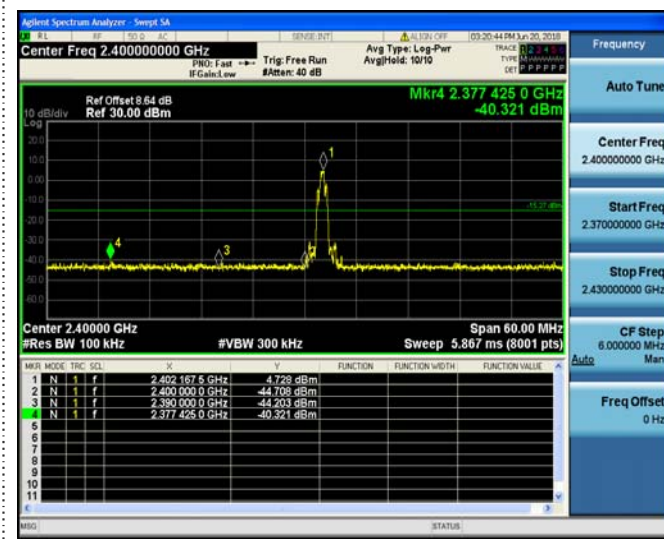 Agilent Spectrum Analyzer - Swept SA
RL RF 50 Ω AC SENSE:INT ALIGN OFF 03:20:44 PM Jun 20, 2018
Center Freq 2.400000000 GHz
PNO: Fast
IFGain:Low
Trig: Free Run
#Atten: 40 dB
Avg Type: Log-Pwr
Avg|Hold: 10/10
TRACE 1 2 3 4 5 6
TYPE
DET P P P P P P
Ref Offset 8.64 dB
Ref 30.00 dBm
10 dB/div
Log
Mkr4 2.377 425 0 GHz
-40.321 dBm
20.0
10.0
0.00
-10.0
-20.0
-30.0
-40.0
-50.0
-60.0
1
-15.27 dBm
4
3
2
Center 2.40000 GHz
Span 60.00 MHz
#Res BW 100 kHz
#VBW 300 kHz
Sweep 5.867 ms (8001 pts)
MKR MODE TRC SCL X Y FUNCTION FUNCTION WIDTH FUNCTION VALUE
1 N 1 f 2.402 167 5 GHz 4.728 dBm
2 N 1 f 2.400 000 0 GHz -44.708 dBm
3 N 1 f 2.390 000 0 GHz -44.203 dBm
4 N 1 f 2.377 425 0 GHz -40.321 dBm
5
6
7
8
9
10
11
MSG
STATUS
Frequency
Auto Tune
Center Freq
2.400000000 GHz
Start Freq
2.370000000 GHz
Stop Freq
2.430000000 GHz
CF Step
6.000000 MHz
Auto Man
Freq Offset
0 Hz